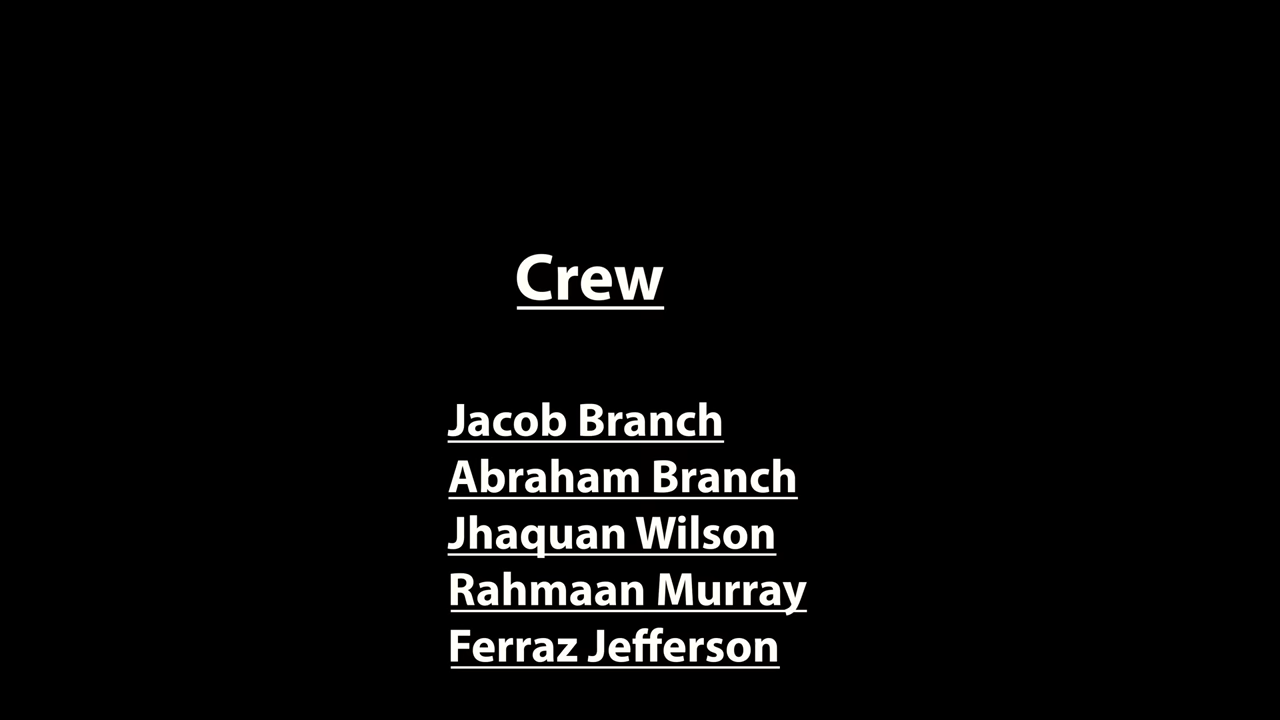 Crew
Jacob Branch
Abraham Branch
Jhaquan Wilson
Rahmaan Murray
Ferraz Jefferson